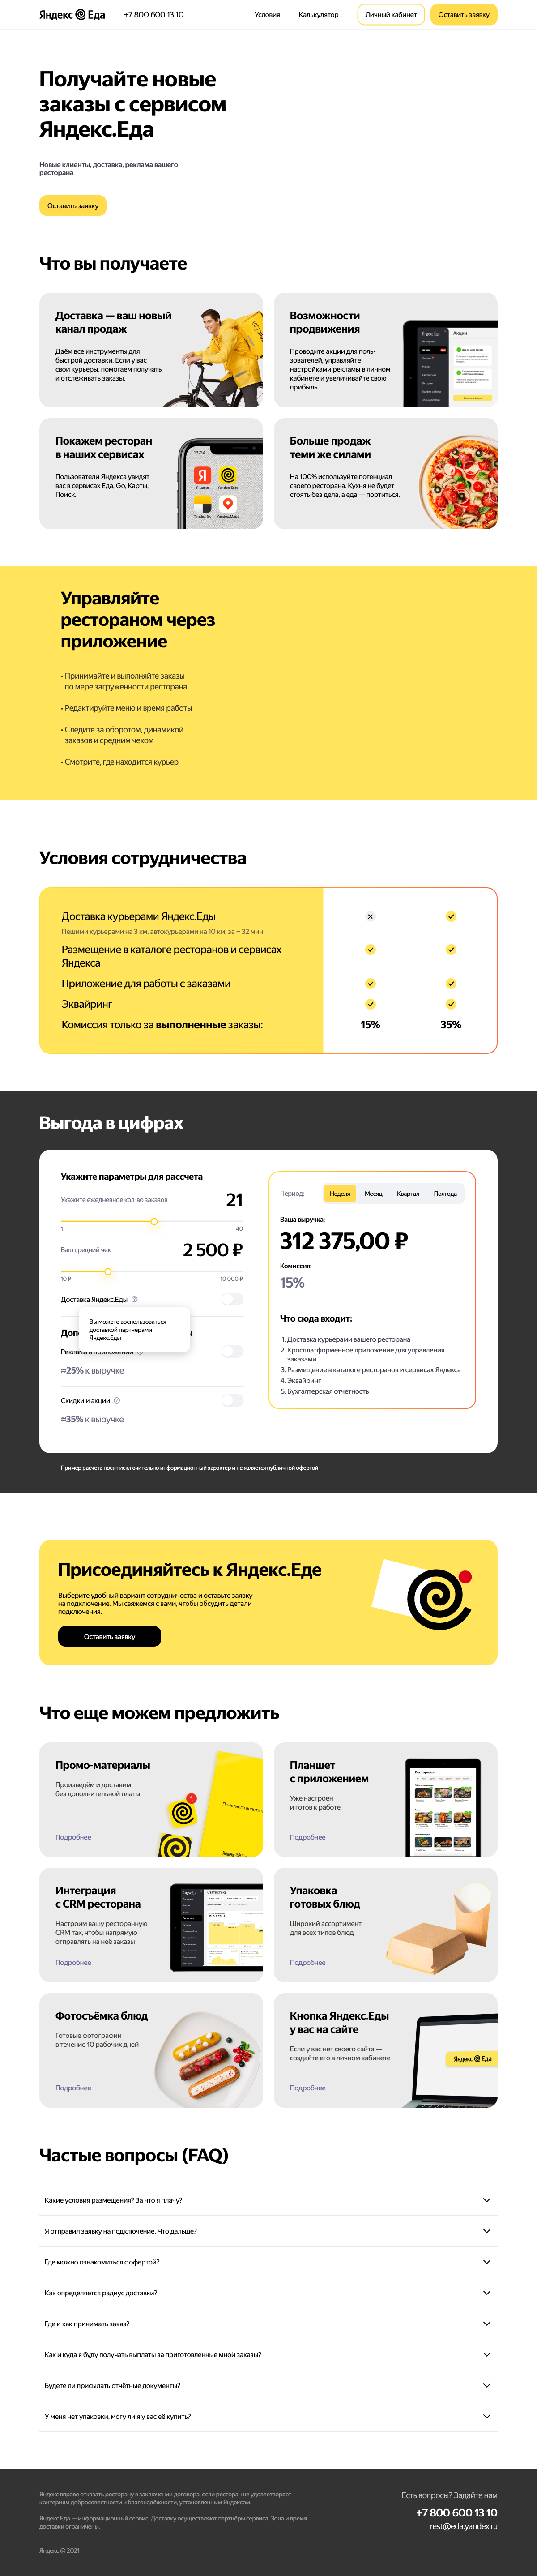 Яндекс Еда
+7 800 600 13 10
Условия
Калькулятор
Личный кабинет
Оставить заявку
Получайте новые
заказы с сервисом
Яндекс.Еда
Новые клиенты, доставка, реклама вашего
ресторана
Оставить заявку
Что вы получаете
Доставка — ваш новый
канал продаж
Даём все инструменты для
быстрой доставки. Если у вас
свои курьеры, помогаем получать
и отслеживать заказы.
Возможности
продвижения
Проводите акции для поль-
зователей, управляйте
настройками рекламы в личном
кабинете и увеличивайте свою
прибыль.
Акции
Покажем ресторан
в наших сервисах
Пользователи Яндекса увидят
вас в сервисах Еда, Go, Карты,
Поиск.
10:34
Яндекс
Yandex.Eats
Yandex Go
Yandex.Maps
Больше продаж
теми же силами
На 100% используйте потенциал
своего ресторана. Кухня не будет
стоять без дела, а еда — портиться.
Управляйте
рестораном через
приложение
• Принимайте и выполняйте заказы
по мере загруженности ресторана
• Редактируйте меню и время работы
• Следите за оборотом, динамикой
заказов и средним чеком
• Смотрите, где находится курьер
Условия сотрудничества
Доставка курьерами Яндекс.Еды
Пешими курьерами на 3 км, автокурьерами на 10 км, за ~ 32 мин
Размещение в каталоге ресторанов и сервисах
Яндекса
Приложение для работы с заказами
Эквайринг
Комиссия только за выполненные заказы:
15%
35%
Выгода в цифрах
Укажите параметры для рассчета
Укажите ежедневное кол-во заказов
21
1
40
Ваш средний чек
2 500 ₽
10 ₽
10 000 ₽
Доставка Яндекс.Еды
Вы можете воспользоваться
доставкой партнерами
Яндекс.Еды
≈25% к выручке
Скидки и акции
≈35% к выручке
Период:
Неделя
Месяц
Квартал
Полгода
Ваша выручка:
312 375,00 ₽
Комиссия:
15%
Что сюда входит:
1. Доставка курьерами вашего ресторана
2. Кросплатформенное приложение для управления
заказами
3. Размещение в каталоге ресторанов и сервисах Яндекса
4. Эквайринг
5. Бухгалтерская отчетность
Пример расчета носит исключительно информационный характер и не является публичной офертой
Присоединяйтесь к Яндекс.Еде
Выберите удобный вариант сотрудничества и оставьте заявку
на подключение. Мы свяжемся с вами, чтобы обсудить детали
подключения.
Оставить заявку
Что еще можем предложить
Промо-материалы
Произведём и доставим
без дополнительной платы
Подробнее
Планшет
с приложением
Уже настроен
и готов к работе
Подробнее
Рестораны
Интеграция
с CRM ресторана
Настроим вашу ресторанную
CRM так, чтобы напрямую
отправлять на неё заказы
Подробнее
Статистика
Упаковка
готовых блюд
Широкий ассортимент
для всех типов блюд
Подробнее
Фотосъёмка блюд
Готовые фотографии
в течение 10 рабочих дней
Подробнее
Кнопка Яндекс.Еды
у вас на сайте
Если у вас нет своего сайта —
создайте его в личном кабинете
Подробнее
Яндекс Еда
Частые вопросы (FAQ)
Какие условия размещения? За что я плачу?
Я отправил заявку на подключение. Что дальше?
Где можно ознакомиться с офертой?
Как определяется радиус доставки?
Где и как принимать заказ?
Как и куда я буду получать выплаты за приготовленные мной заказы?
Будете ли присылать отчётные документы?
У меня нет упаковки, могу ли я у вас её купить?
Яндекс вправе отказать ресторану в заключении договора, если ресторан не удовлетворяет
критериям добросовестности и благонадёжности, установленным Яндексом.
Яндекс.Еда — информационный сервис. Доставку осуществляют партнёры сервиса. Зона и время
доставки ограничены.
Яндекс © 2021
Есть вопросы? Задайте нам
+7 800 600 13 10
rest@eda.yandex.ru